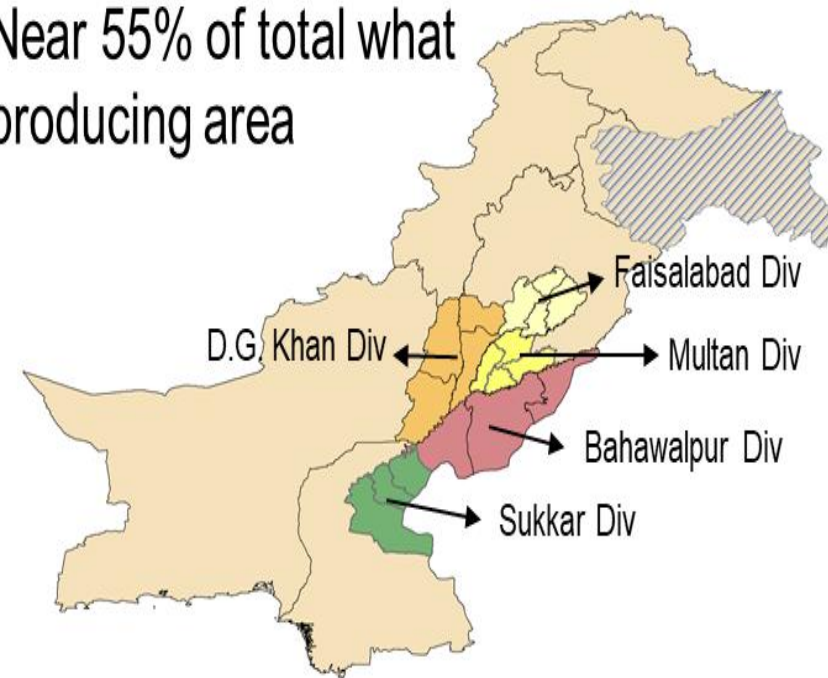 Near 55% of total what
producing area
Faisalabad Div
D.G. Khan Div
Multan Div
Bahawalpur Div
Sukkar Div